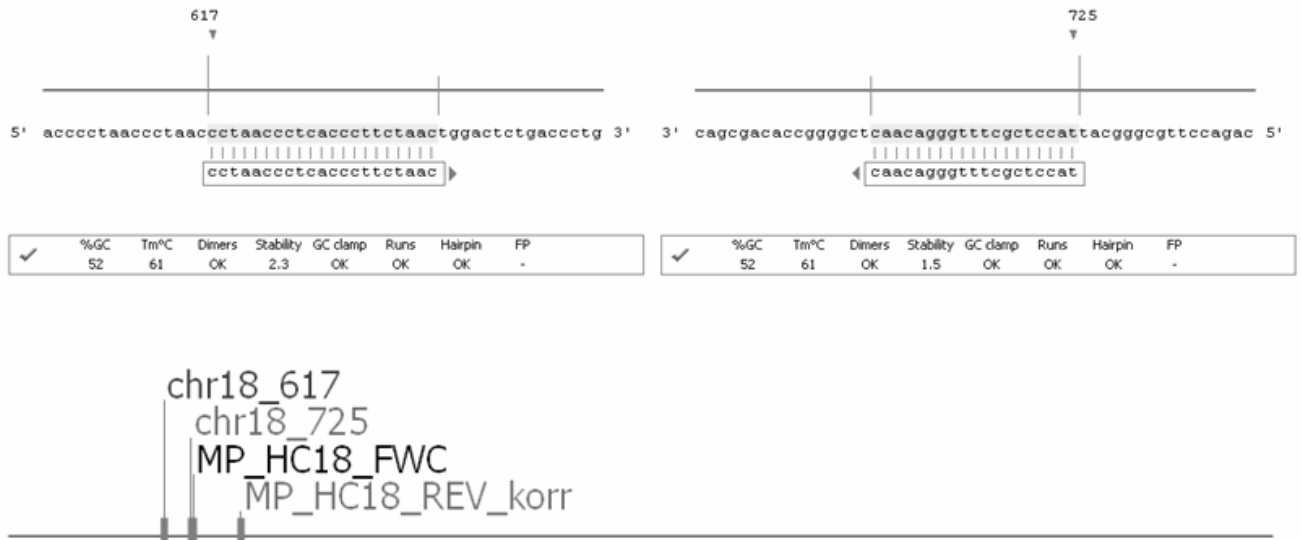 617
725
5' acccctaaccctaaccctaaccctcacccttctaactggactctgaccctg 3'
3' cagcgacaccggggctcaacagggtttcgctccattacgggcgttccagac 5'
cctaaccctcacccttctaac
caacagggtttcgctccat
%GC Tm°C Dimers Stability GC clamp Runs Hairpin FP
52 61 OK 2.3 OK OK OK -
%GC Tm°C Dimers Stability GC clamp Runs Hairpin FP
52 61 OK 1.5 OK OK OK -
chr18_617
chr18_725
MP_HC18_FWC
MP_HC18_REV_korr